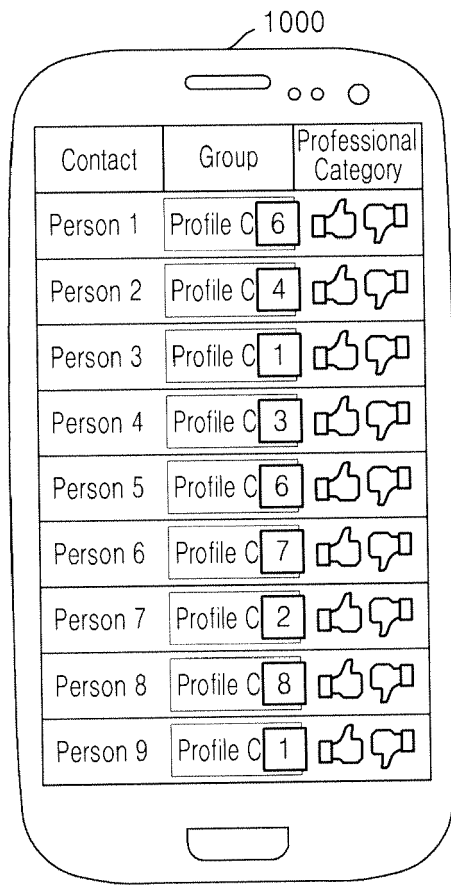 1000
Contact Group Professional Category
Person 1 Profile C 6
Person 2 Profile C 4
Person 3 Profile C 1
Person 4 Profile C 3
Person 5 Profile C 6
Person 6 Profile C 7
Person 7 Profile C 2
Person 8 Profile C 8
Person 9 Profile C 1